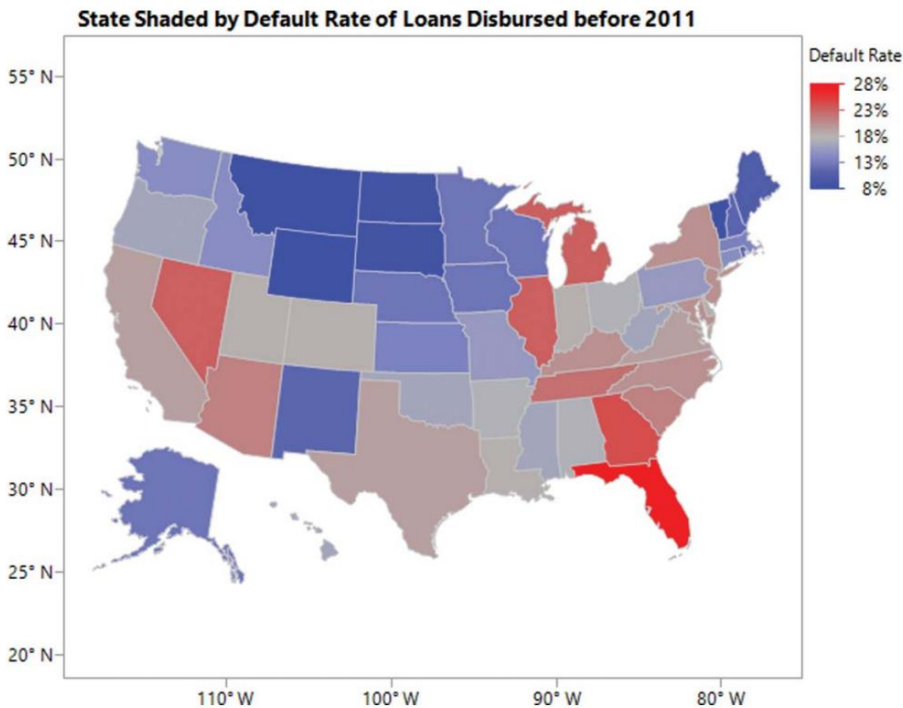 State Shaded by Default Rate of Loans Disbursed before 2011
Default Rate
28%
23%
18%
13%
8%
55° N
50° N
45° N
40° N
35° N
30° N
25° N
20° N
110° W
100° W
90° W
80° W